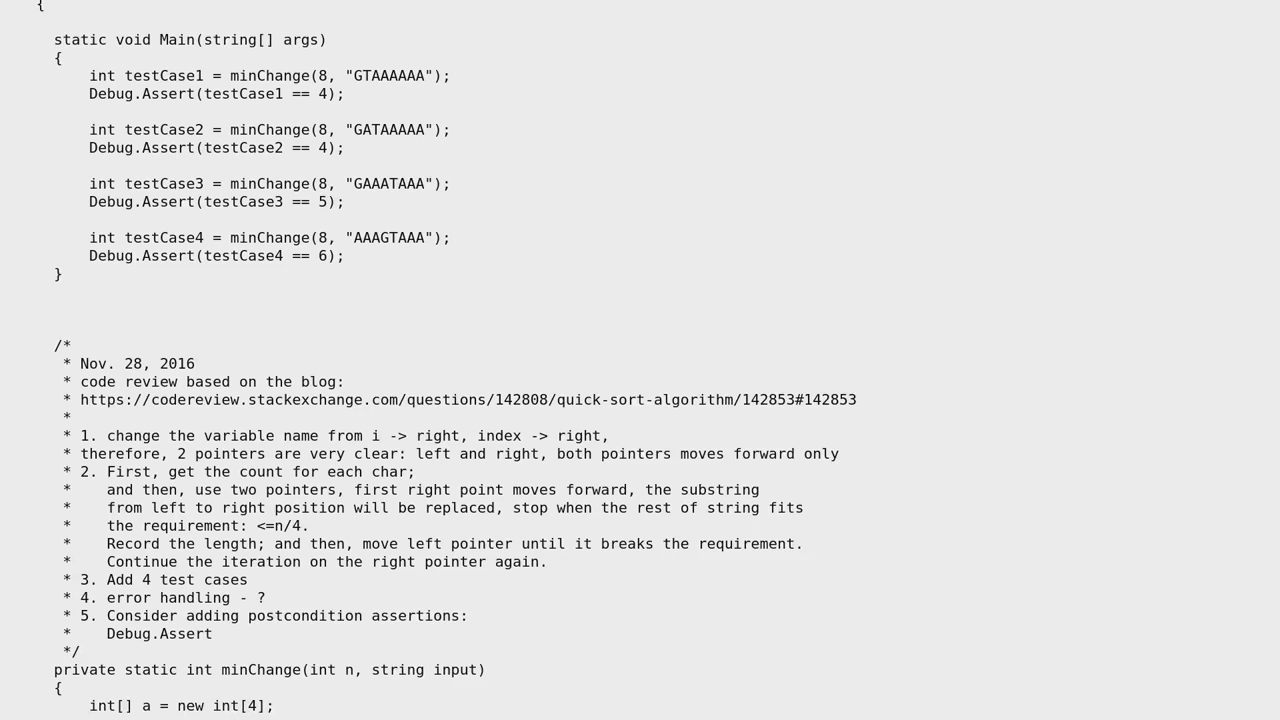 {
static void Main(string[] args)
{
int testCase1 = minChange(8, "GTAAAAAA");
Debug.Assert(testCase1 == 4);
int testCase2 = minChange(8, "GATAAAAA");
Debug.Assert(testCase2 == 4);
int testCase3 = minChange(8, "GAAATAAA");
Debug.Assert(testCase3 == 5);
int testCase4 = minChange(8, "AAAGTAAA");
Debug.Assert(testCase4 == 6);
}
/*
* Nov. 28, 2016
* code review based on the blog:
* https://codereview.stackexchange.com/questions/142808/quick-sort-algorithm/142853#142853
*
* 1. change the variable name from i -> right, index -> right,
* therefore, 2 pointers are very clear: left and right, both pointers moves forward only
* 2. First, get the count for each char;
*    and then, use two pointers, first right point moves forward, the substring
*    from left to right position will be replaced, stop when the rest of string fits
*    the requirement: <=n/4.
*    Record the length; and then, move left pointer until it breaks the requirement.
*    Continue the iteration on the right pointer again.
* 3. Add 4 test cases
* 4. error handling - ?
* 5. Consider adding postcondition assertions:
*    Debug.Assert
*/
private static int minChange(int n, string input)
{
int[] a = new int[4];